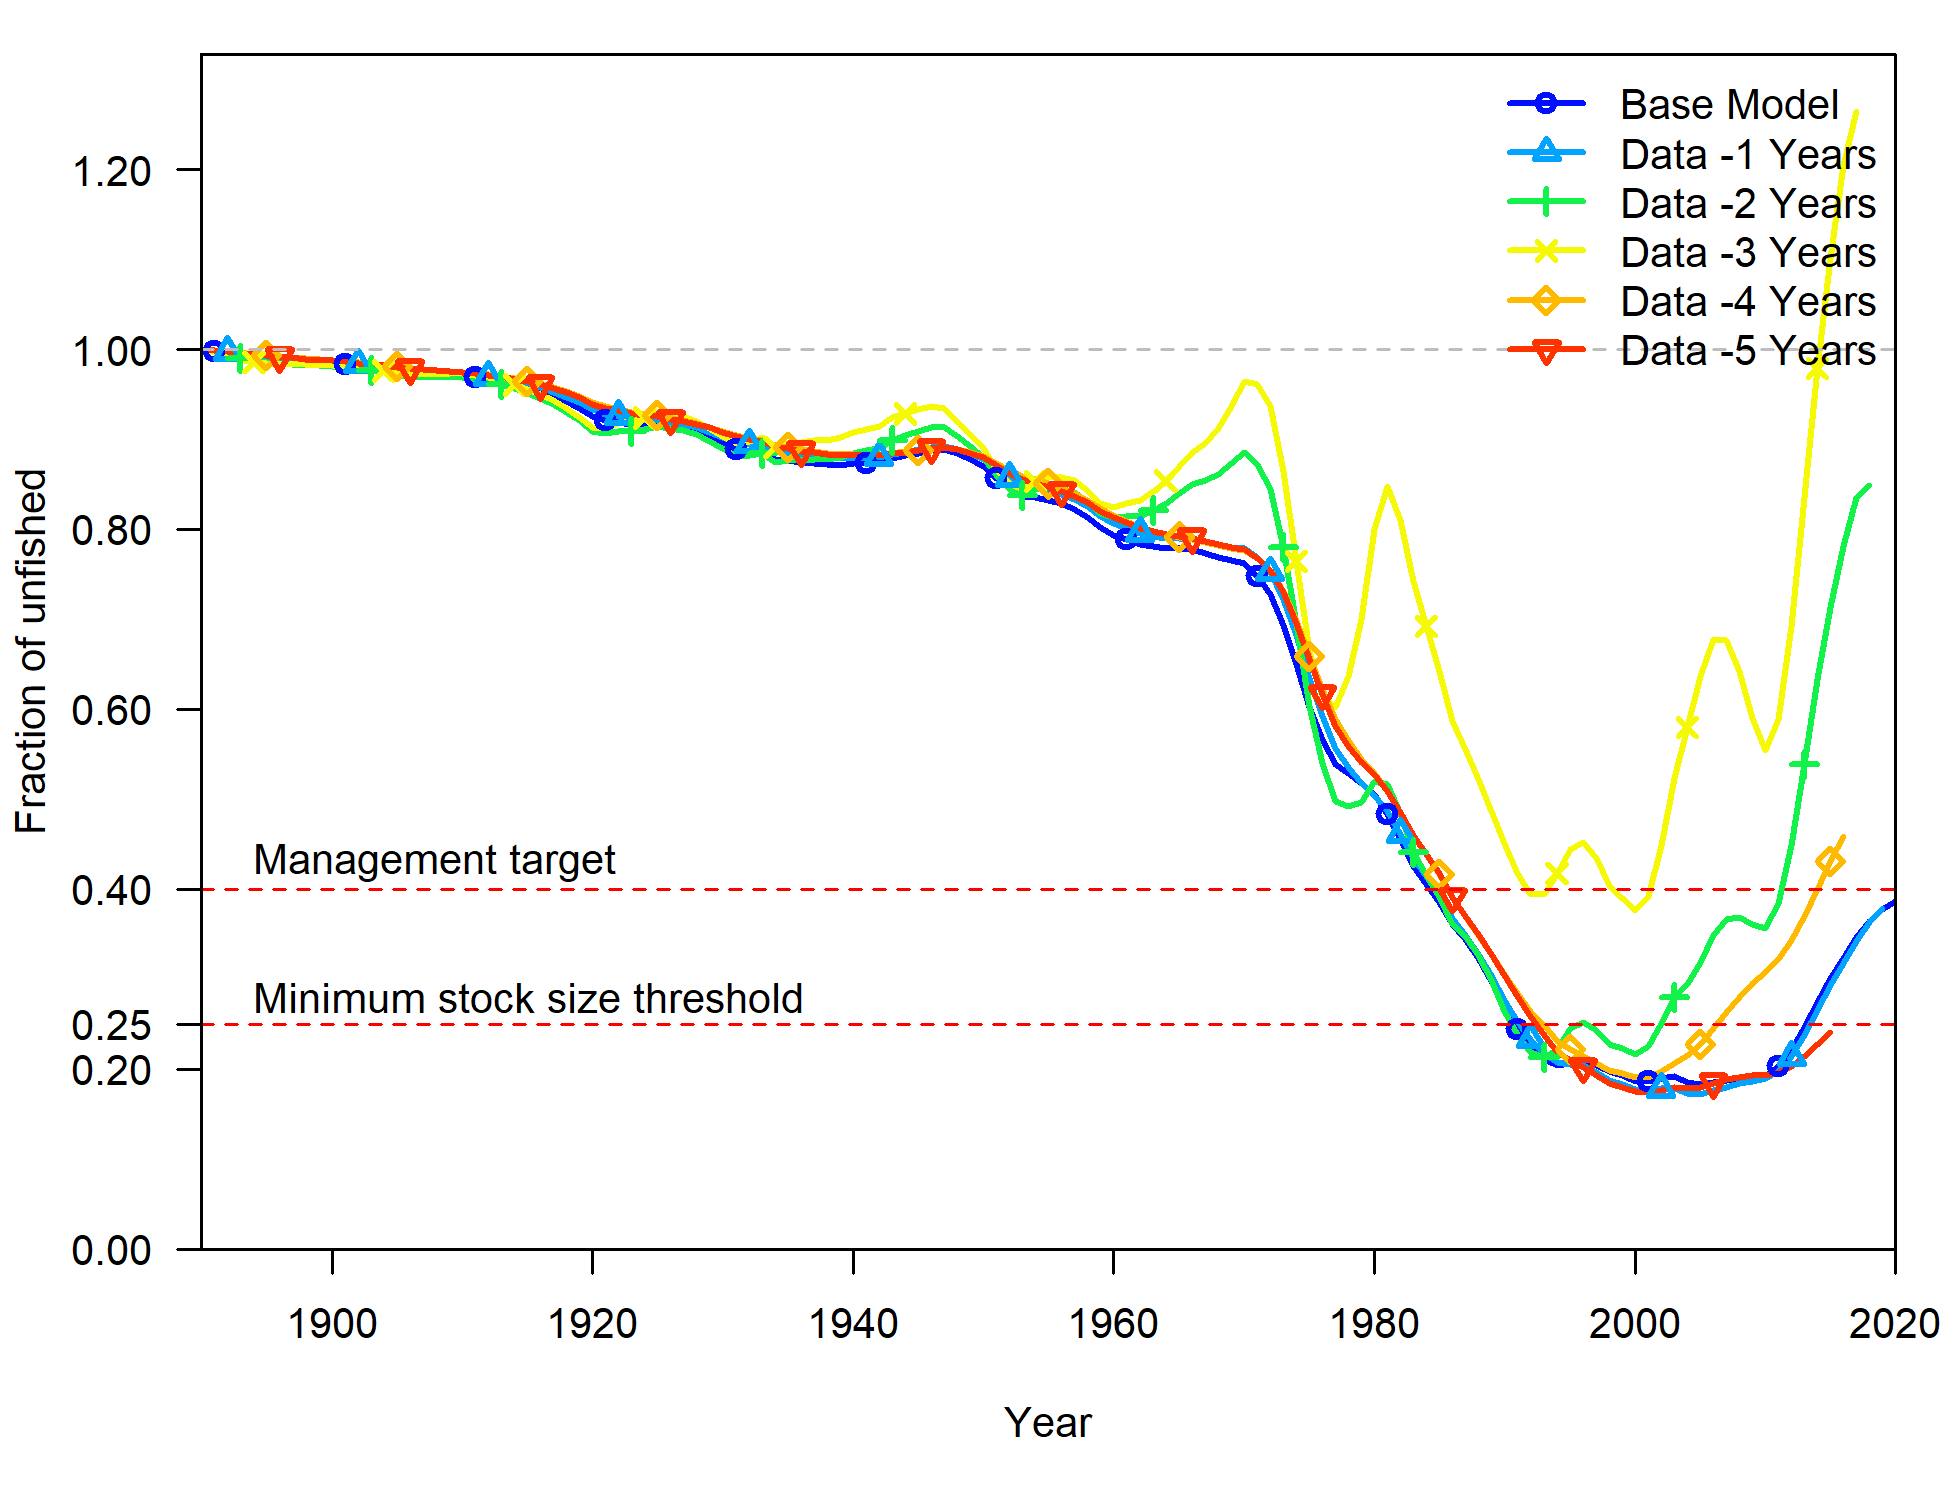 Base Model
Data -1 Years
Data -2 Years
Data -3 Years
Data -4 Years
Data -5 Years
1.20
1.00
0.80
0.60
0.40
0.25
0.20
0.00
Fraction of unfished
Management target
Minimum stock size threshold
1900
1920
1940
1960
1980
2000
2020
Year